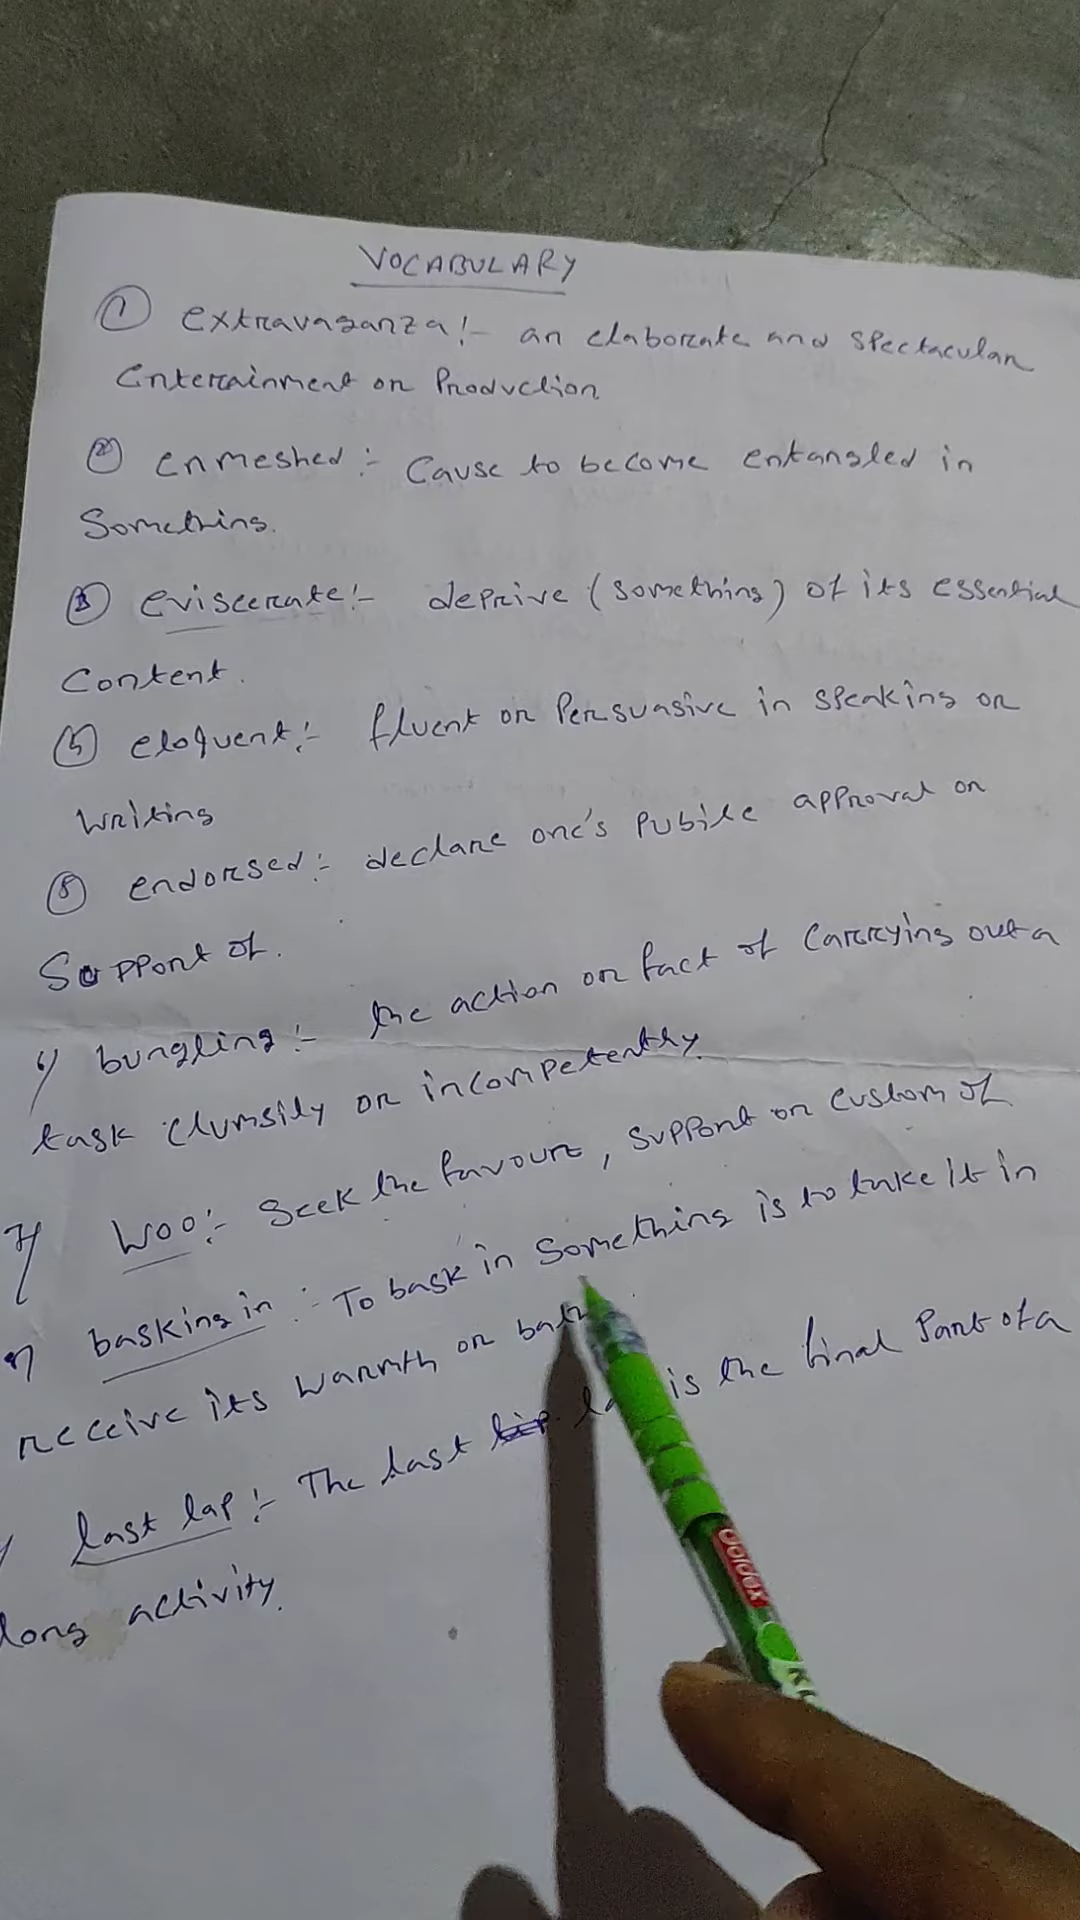 VOCABULARY
① extravaganza:- an elaborate and spectacular
entertainment or production
② enmeshed :- cause to become entangled in
something.
③ eviscerate:- deprive (something) of its essential
content.
eloquent:- fluent or persuasive in speaking or
writing
endorsed :- declare one's pubilc approval or
support of.
bungling :- the action or fact of carrying out a
task clumsily or incompetently.
7) Woo:- seek the favour, support or custom of
basking in :- To bask in something is to take it in
receive its warmth or
last lap :- The last is the final part of a
long activity.
Goldex